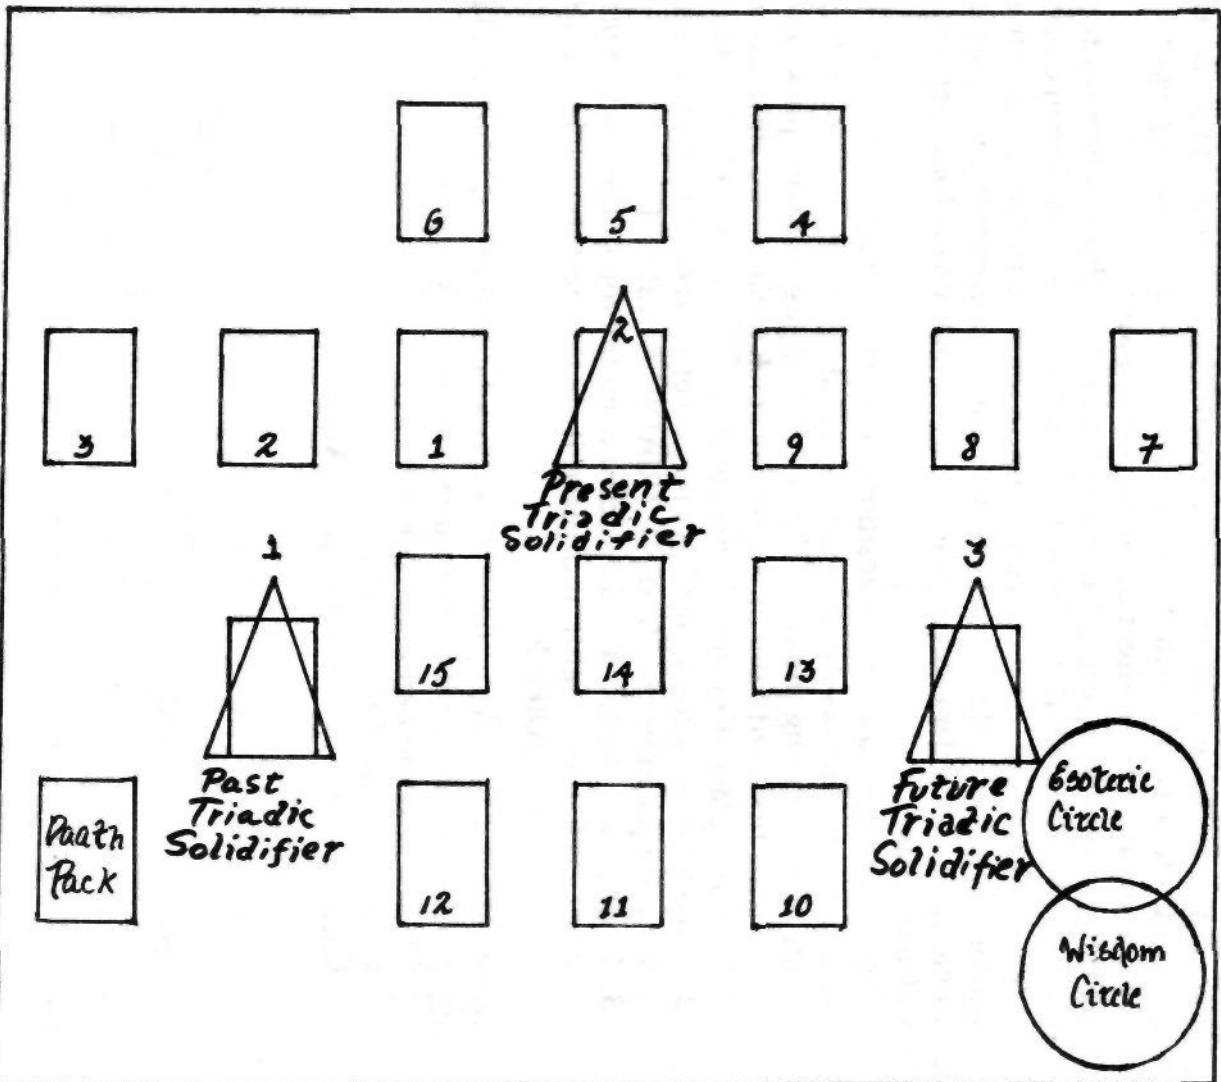 6
5
4
2
3
2
1
9
8
7
Present
Triadic
Solidifier
1
3
15
14
13
Past
Triadic
Solidifier
Future
Triadic
Solidifier
Esoteric
Circle
Daath
Pack
12
11
10
Wisdom
Circle